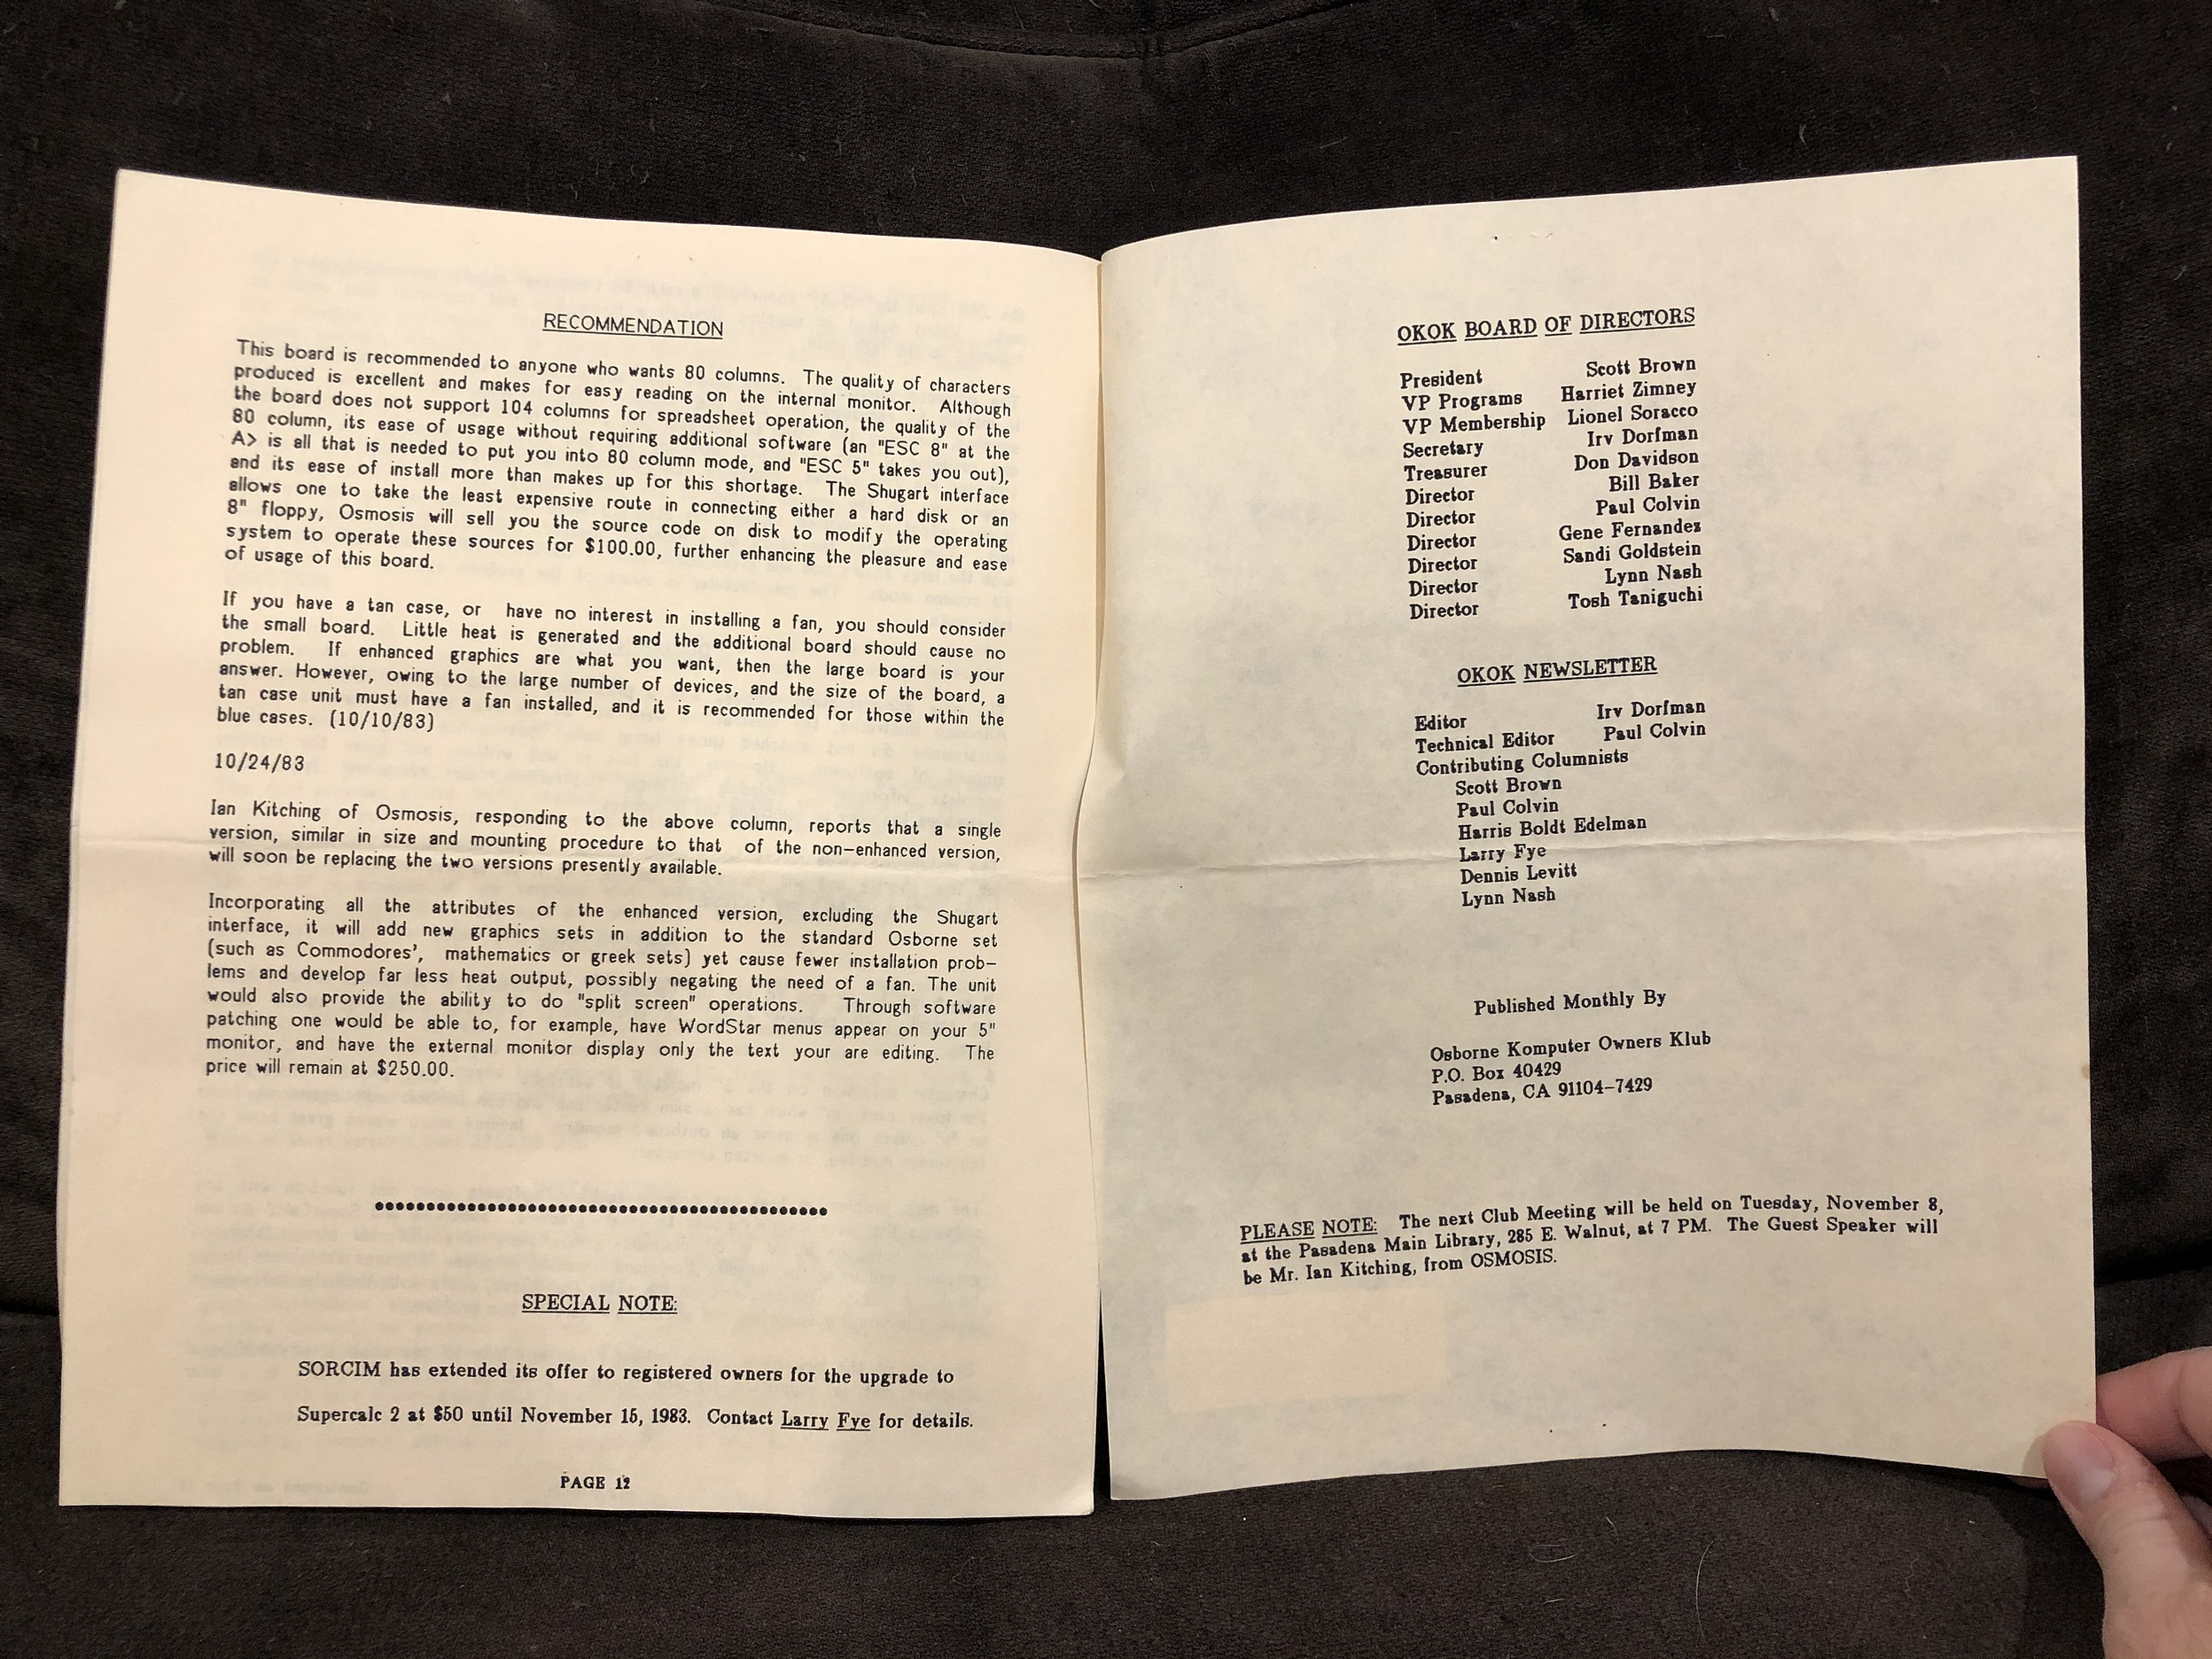 RECOMMENDATION
This board is recommended to anyone who wants 80 columns. The quality of characters
produced is excellent and makes for easy reading on the internal monitor. Although
the board does not support 104 columns for spreadsheet operation, the quality of the
80 column, its ease of usage without requiring additional software (an "ESC 8" at the
A> is all that is needed to put you into 80 column mode, and "ESC 5" takes you out),
and its ease of install more than makes up for this shortage. The Shugart interface
allows one to take the least expensive route in connecting either a hard disk or an
8" floppy, Osmosis will sell you the source code on disk to modify the operating
system to operate these sources for $100.00, further enhancing the pleasure and ease
of usage of this board.
If you have a tan case, or have no interest in installing a fan, you should consider
the small board. Little heat is generated and the additional board should cause no
problem. If enhanced graphics are what you want, then the large board is your
answer. However, owing to the large number of devices, and the size of the board, a
tan case unit must have a fan installed, and it is recommended for those within the
blue cases. (10/10/83)
10/24/83
Ian Kitching of Osmosis, responding to the above column, reports that a single
version, similar in size and mounting procedure to that of the non-enhanced version,
will soon be replacing the two versions presently available.
Incorporating all the attributes of the enhanced version, excluding the Shugart
interface, it will add new graphics sets in addition to the standard Osborne set
(such as Commodores', mathematics or greek sets) yet cause fewer installation prob-
lems and develop far less heat output, possibly negating the need of a fan. The unit
would also provide the ability to do "split screen" operations. Through software
patching one would be able to, for example, have WordStar menus appear on your 5"
monitor, and have the external monitor display only the text your are editing. The
price will remain at $250.00.
SPECIAL NOTE:
SORCIM has extended its offer to registered owners for the upgrade to
Supercalc 2 at $50 until November 15, 1983. Contact Larry Fye for details.
PAGE 12
OKOK BOARD OF DIRECTORS
President Scott Brown
VP Programs Harriet Zimney
VP Membership Lionel Soracco
Secretary Irv Dorfman
Treasurer Don Davidson
Director Bill Baker
Director Paul Colvin
Director Gene Fernandez
Director Sandi Goldstein
Director Lynn Nash
Director Tosh Taniguchi
OKOK NEWSLETTER
Editor Irv Dorfman
Technical Editor Paul Colvin
Contributing Columnists
Scott Brown
Paul Colvin
Harris Boldt Edelman
Larry Fye
Dennis Levitt
Lynn Nash
Published Monthly By
Osborne Komputer Owners Klub
P.O. Box 40429
Pasadena, CA 91104-7429
PLEASE NOTE: The next Club Meeting will be held on Tuesday, November 8,
at the Pasadena Main Library, 285 E. Walnut, at 7 PM. The Guest Speaker will
be Mr. Ian Kitching, from OSMOSIS.